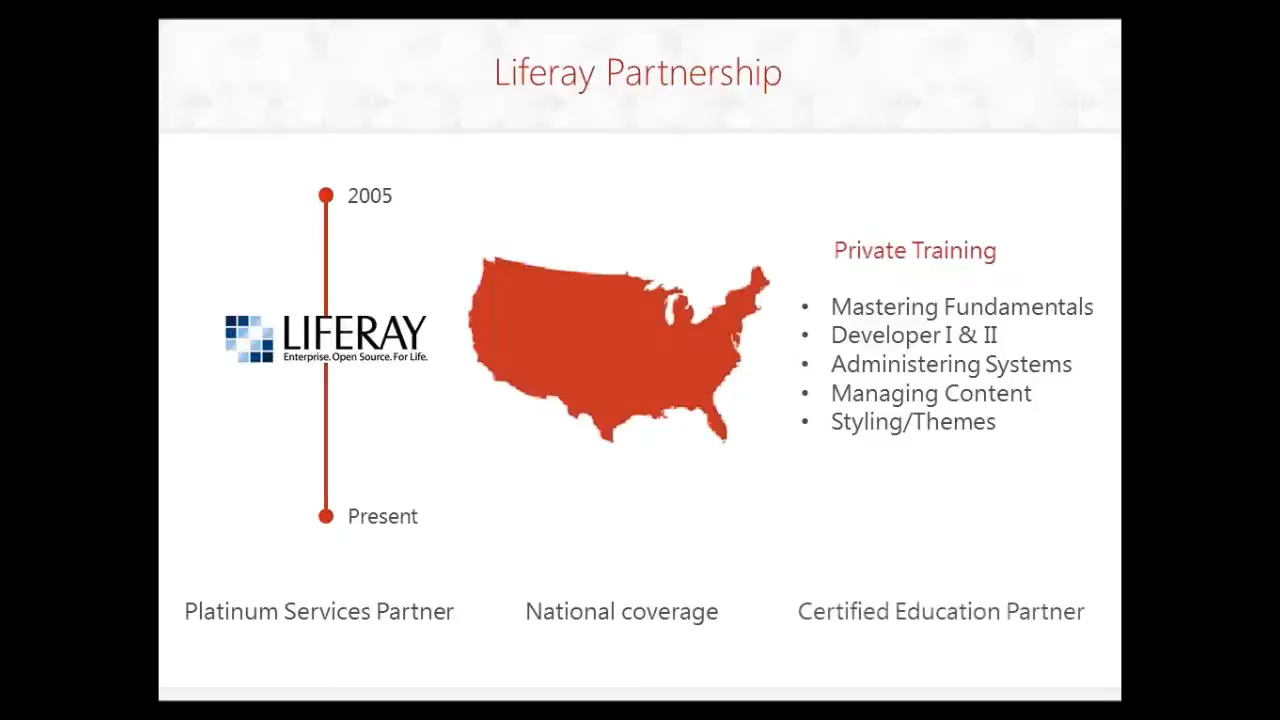 Liferay Partnership
2005
LIFERAY
Enterprise. Open Source. For Life.
Present
Platinum Services Partner
National coverage
Private Training
• Mastering Fundamentals
• Developer I & II
• Administering Systems
• Managing Content
• Styling/Themes
Certified Education Partner